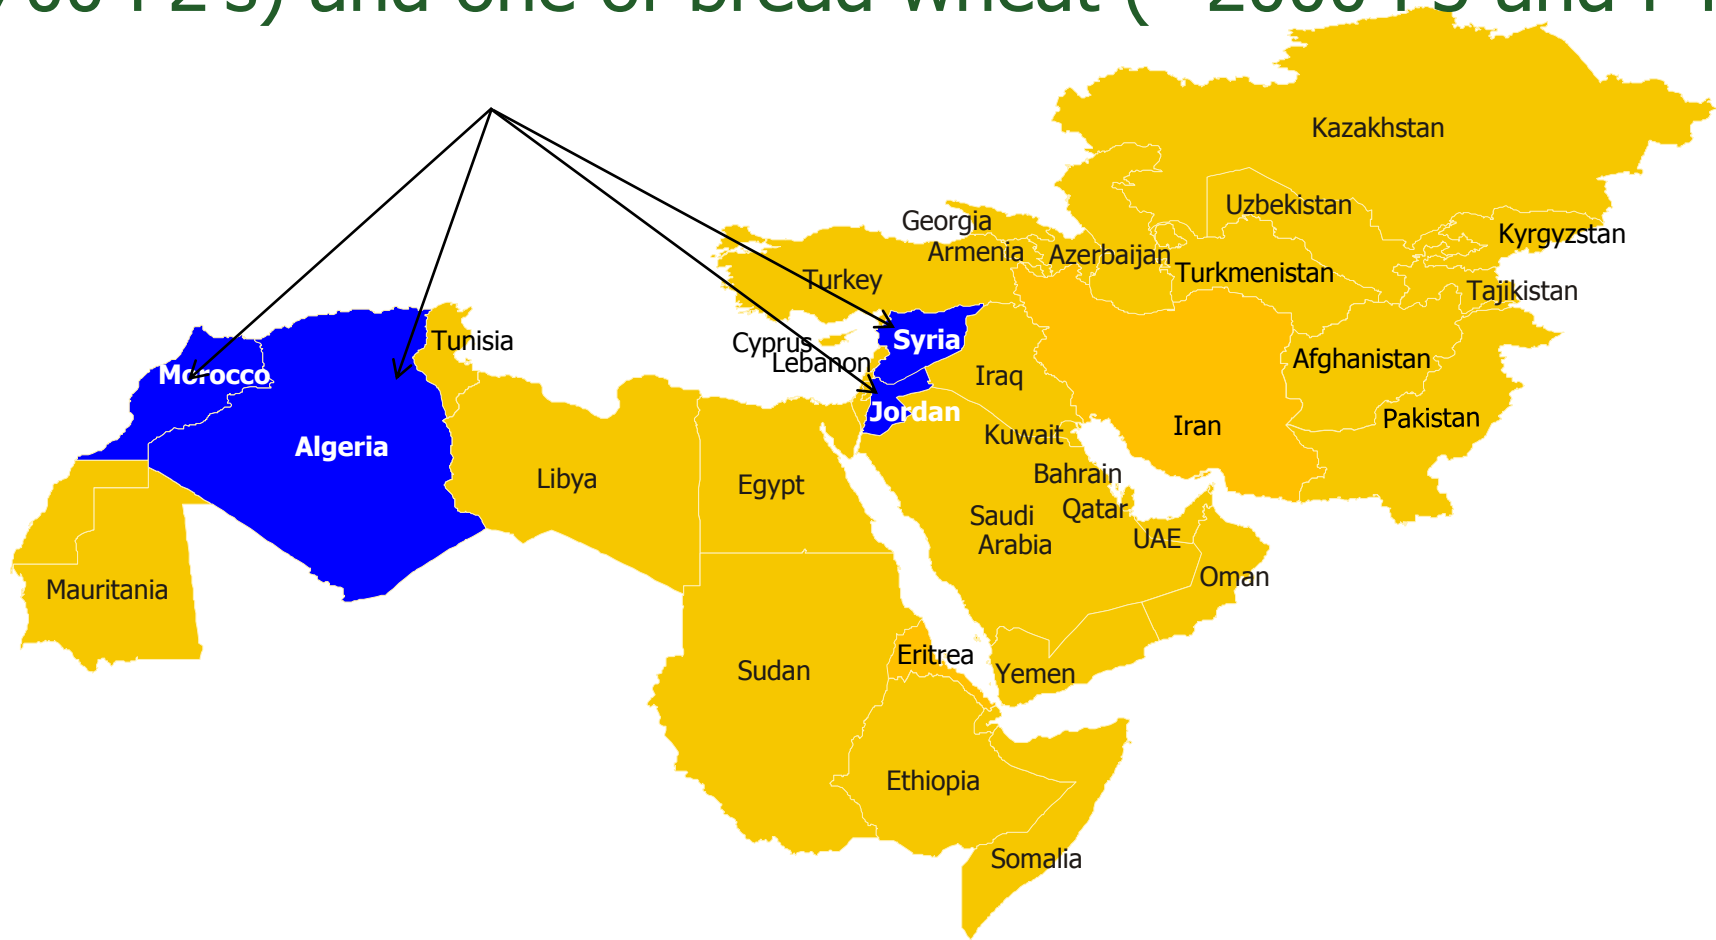 and one of bread wheat (
Kazakhstan
Uzbekistan
Georgia
Kyrgyzstan
Armenia
Azerbaijan
Turkmenistan
Turkey
Tajikistan
Tunisia
Cyprus
Syria
Lebanon
Afghanistan
Morocco
Iraq
Jordan
Pakistan
Iran
Kuwait
Algeria
Bahrain
Libya
Egypt
Qatar
Saudi
Arabia
UAE
Oman
Mauritania
Eritrea
Sudan
Yemen
Ethiopia
Somalia